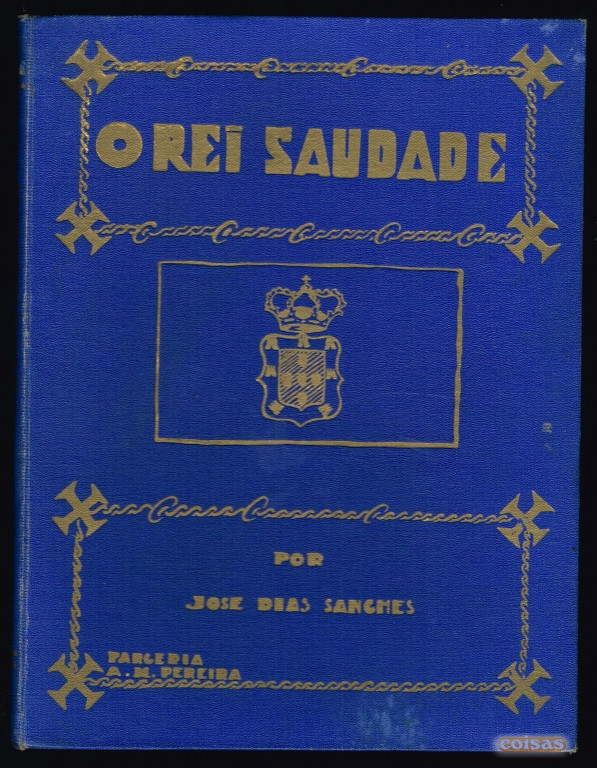 O REI SAUDADE
POR
JOSE DIAS SANCHES
PARCERIA
A. M. PEREIRA
coisas